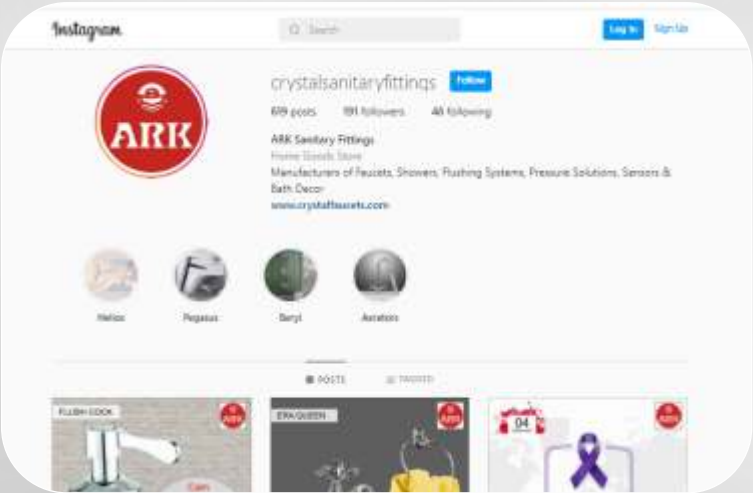 Instagram
Search
Log In
Sign Up
ARK
crystalsanitaryfittings
Follow
619 posts 191 followers 46 following
ARK Sanitary Fittings
Home Goods Store
Manufacturers of Faucets, Showers, Flushing Systems, Pressure Solutions, Sensors &
Bath Decor
www.crystalfaucets.com
Helios
Pegasus
Beryl
Aerators
POSTS
TAGGED
FLUSH COCK
ARK
ERA QUEEN
ARK
04
ARK